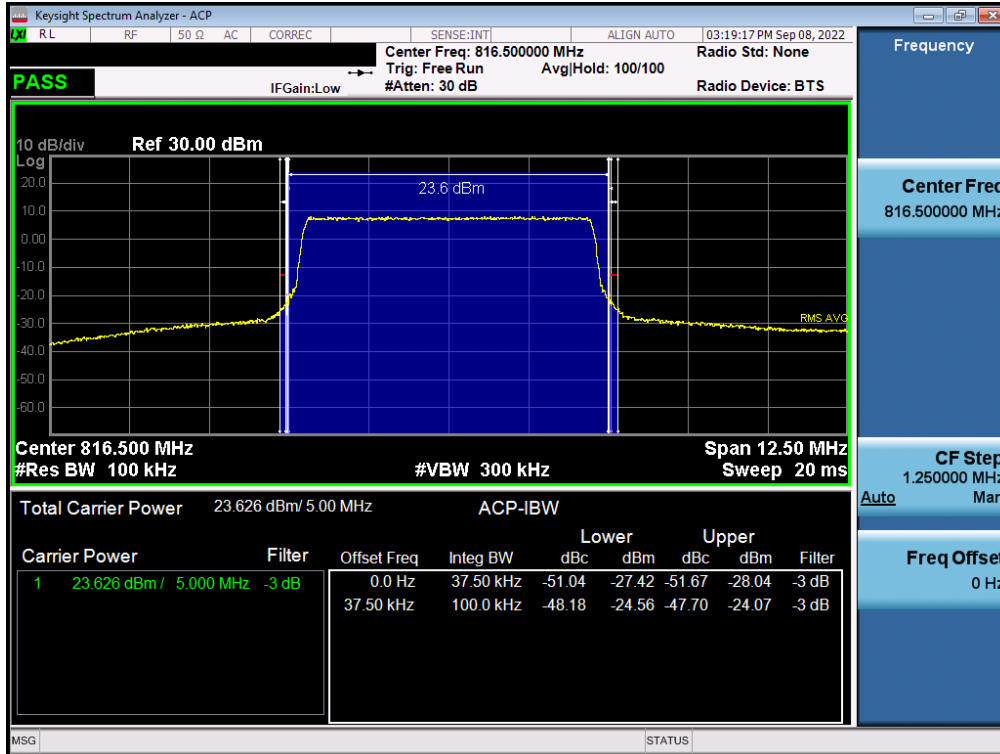 Keysight Spectrum Analyzer - ACP
LXI RL RF 50 Ω AC CORREC SENSE:INT ALIGN AUTO 03:19:17 PM Sep 08, 2022
Center Freq: 816.500000 MHz Radio Std: None
Trig: Free Run Avg|Hold: 100/100
PASS IFGain:Low #Atten: 30 dB Radio Device: BTS
Frequency
10 dB/div Ref 30.00 dBm
Log
20.0
10.0
0.00
-10.0
-20.0
-30.0
-40.0
-50.0
-60.0
23.6 dBm
RMS AVG
Center 816.500 MHz Span 12.50 MHz
#Res BW 100 kHz #VBW 300 kHz Sweep 20 ms
Total Carrier Power 23.626 dBm/ 5.00 MHz ACP-IBW
Lower Upper
Carrier Power Filter Offset Freq Integ BW dBc dBm dBc dBm Filter
1 23.626 dBm / 5.000 MHz -3 dB 0.0 Hz 37.50 kHz -51.04 -27.42 -51.67 -28.04 -3 dB
37.50 kHz 100.0 kHz -48.18 -24.56 -47.70 -24.07 -3 dB
Center Freq
816.500000 MHz
CF Step
1.250000 MHz
Auto Man
Freq Offset
0 Hz
MSG STATUS